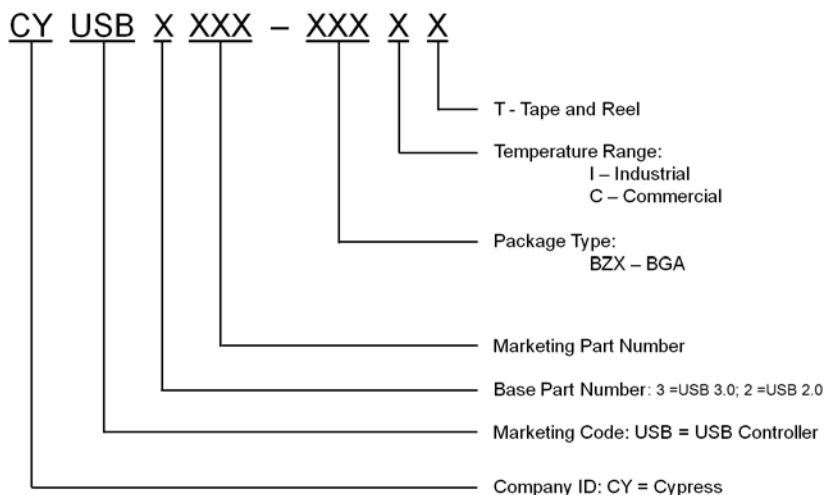 CY USB X XXX – XXX X X
T - Tape and Reel
Temperature Range:
I – Industrial
C – Commercial
Package Type:
BZX – BGA
Marketing Part Number
Base Part Number: 3 =USB 3.0; 2 =USB 2.0
Marketing Code: USB = USB Controller
Company ID: CY = Cypress